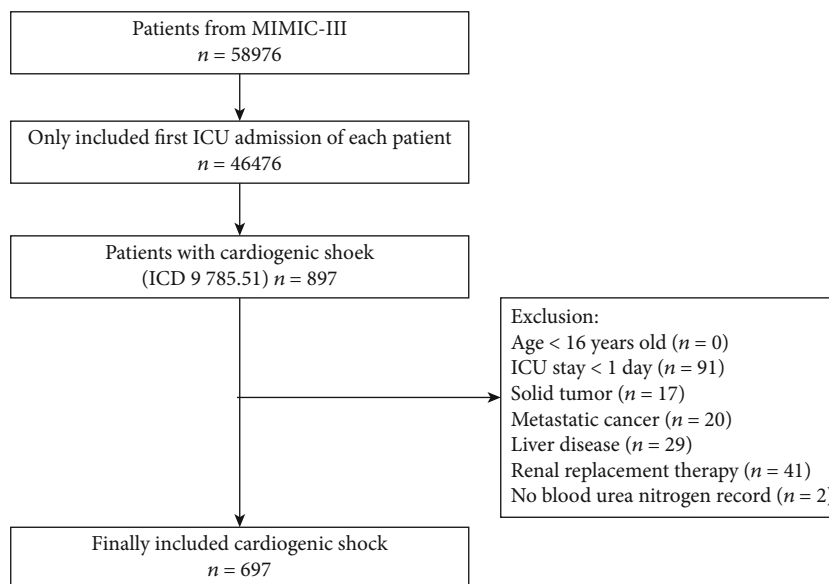 Patients from MIMIC-III
n = 58976
Only included first ICU admission of each patient
n = 46476
Patients with cardiogenic shoek
(ICD 9 785.51) n = 897
Exclusion:
Age < 16 years old (n = 0)
ICU stay < 1 day (n = 91)
Solid tumor (n = 17)
Metastatic cancer (n = 20)
Liver disease (n = 29)
Renal replacement therapy (n = 41)
No blood urea nitrogen record (n = 2)
Finally included cardiogenic shock
n = 697